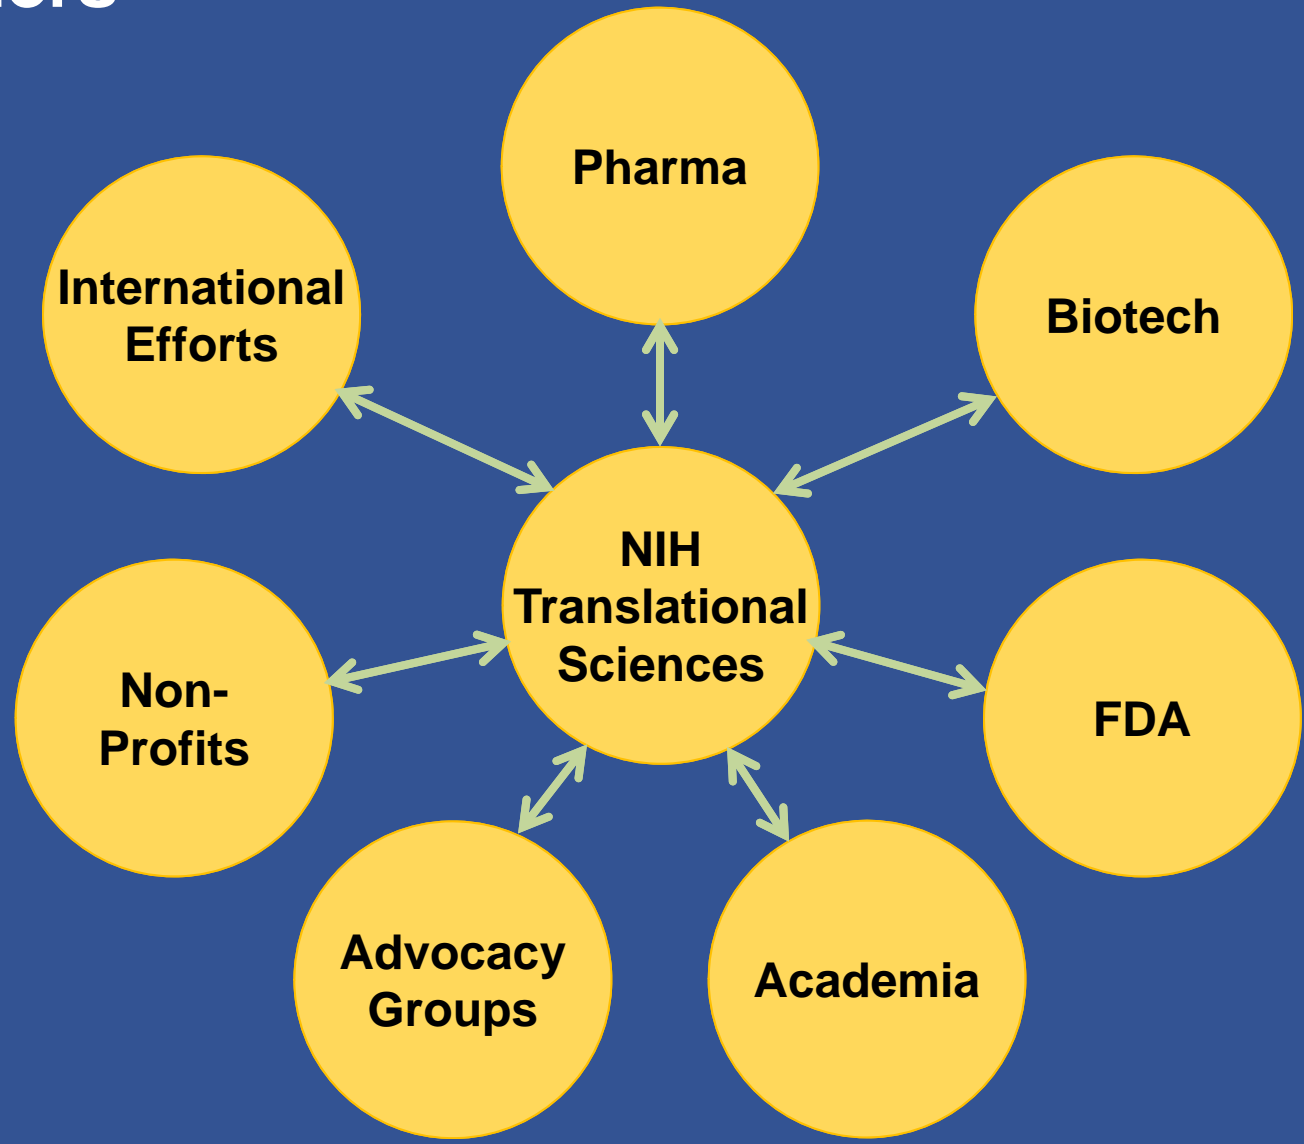 Pharma
International
Efforts
Biotech
NIH
Translational
Sciences
Non-
Profits
FDA
Advocacy
Groups
Academia